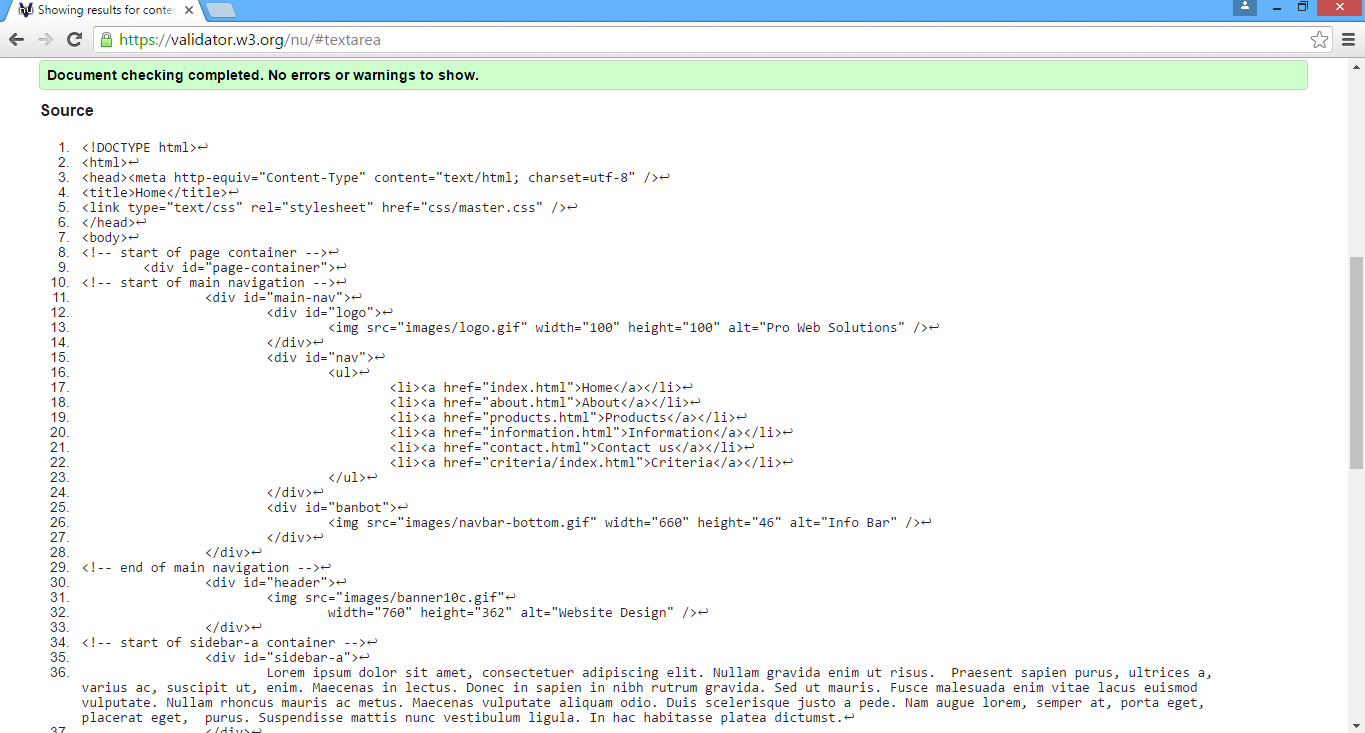 Showing results for conte
https://validator.w3.org/nu/#textarea
Document checking completed. No errors or warnings to show.
Source
1. <!DOCTYPE html>↩
2. <html>↩
3. <head><meta http-equiv="Content-Type" content="text/html; charset=utf-8" />↩
4. <title>Home</title>↩
5. <link type="text/css" rel="stylesheet" href="css/master.css" />↩
6. </head>↩
7. <body>↩
8. <!-- start of page container -->↩
9. <div id="page-container">↩
10. <!-- start of main navigation -->↩
11. <div id="main-nav">↩
12. <div id="logo">↩
13. <img src="images/logo.gif" width="100" height="100" alt="Pro Web Solutions" />↩
14. </div>↩
15. <div id="nav">↩
16. <ul>↩
17. <li><a href="index.html">Home</a></li>↩
18. <li><a href="about.html">About</a></li>↩
19. <li><a href="products.html">Products</a></li>↩
20. <li><a href="information.html">Information</a></li>↩
21. <li><a href="contact.html">Contact us</a></li>↩
22. <li><a href="criteria/index.html">Criteria</a></li>↩
23. </ul>↩
24. </div>↩
25. <div id="banbot">↩
26. <img src="images/navbar-bottom.gif" width="660" height="46" alt="Info Bar" />↩
27. </div>↩
28. </div>↩
29. <!-- end of main navigation -->↩
30. <div id="header">↩
31. <img src="images/banner10c.gif"↩
32. width="760" height="362" alt="Website Design" />↩
33. </div>↩
34. <!-- start of sidebar-a container -->↩
35. <div id="sidebar-a">↩
36. Lorem ipsum dolor sit amet, consectetuer adipiscing elit. Nullam gravida enim ut risus.  Praesent sapien purus, ultrices a,
varius ac, suscipit ut, enim. Maecenas in lectus. Donec in sapien in nibh rutrum gravida. Sed ut mauris. Fusce malesuada enim vitae lacus euismod
vulputate. Nullam rhoncus mauris ac metus. Maecenas vulputate aliquam odio. Duis scelerisque justo a pede. Nam augue lorem, semper at, porta eget,
placerat eget,  purus. Suspendisse mattis nunc vestibulum ligula. In hac habitasse platea dictumst.↩
37. </div>↩